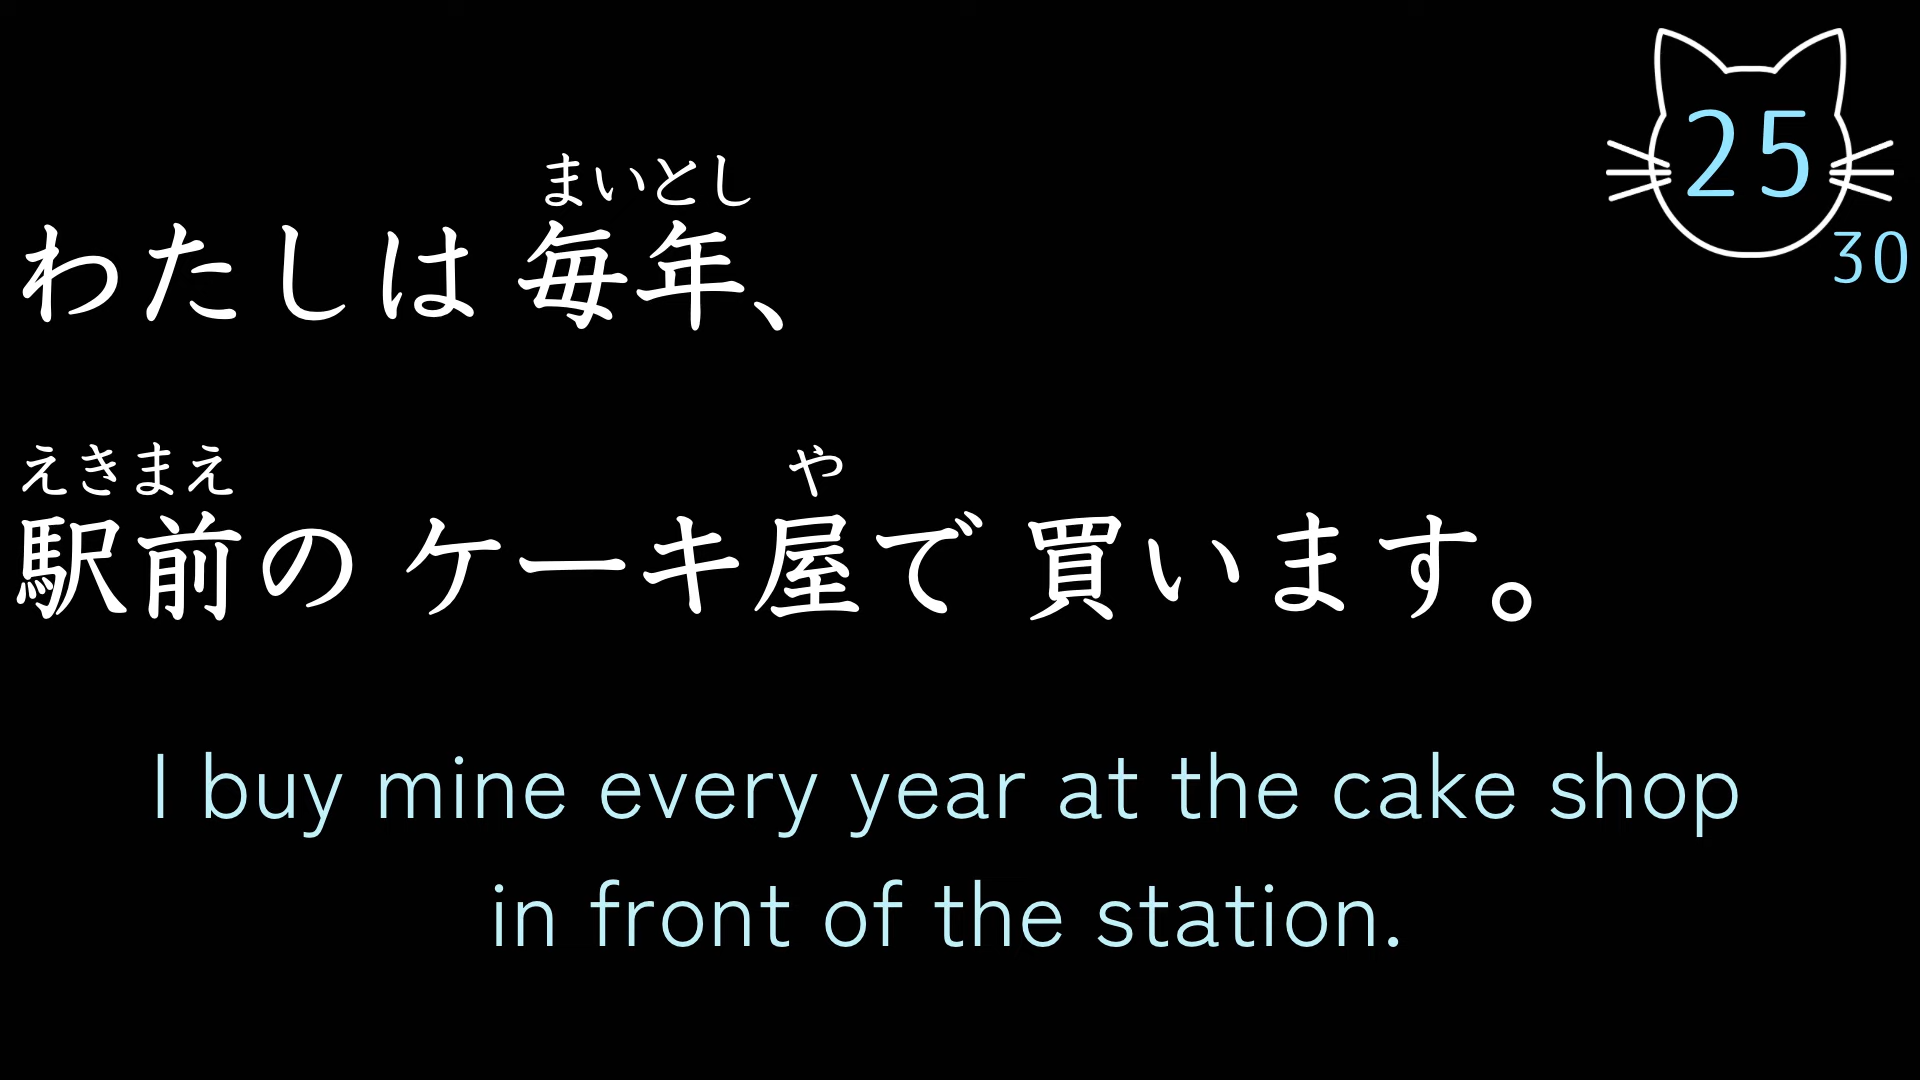 25
30
まいとし
わたしは 毎年、
えきまえ や
駅前の ケーキ屋で 買います。
I buy mine every year at the cake shop
in front of the station.